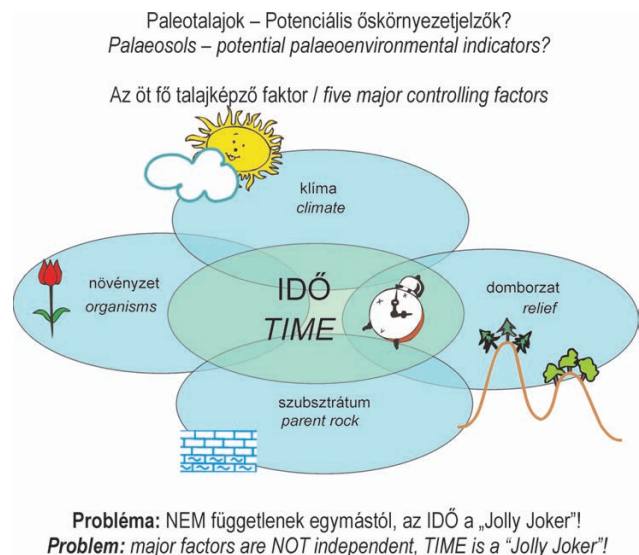 Paleotalajok – Potenciális őskörnyezetjelzők?
Palaeosols – potential palaeoenvironmental indicators?
Az öt fő talajképző faktor / five major controlling factors
klíma
climate
növényzet
organisms
IDŐ
TIME
domborzat
relief
szubsztrátum
parent rock
Probléma: NEM függetlenek egymástól, az IDŐ a „Jolly Joker”!
Problem: major factors are NOT independent, TIME is a “Jolly Joker”!